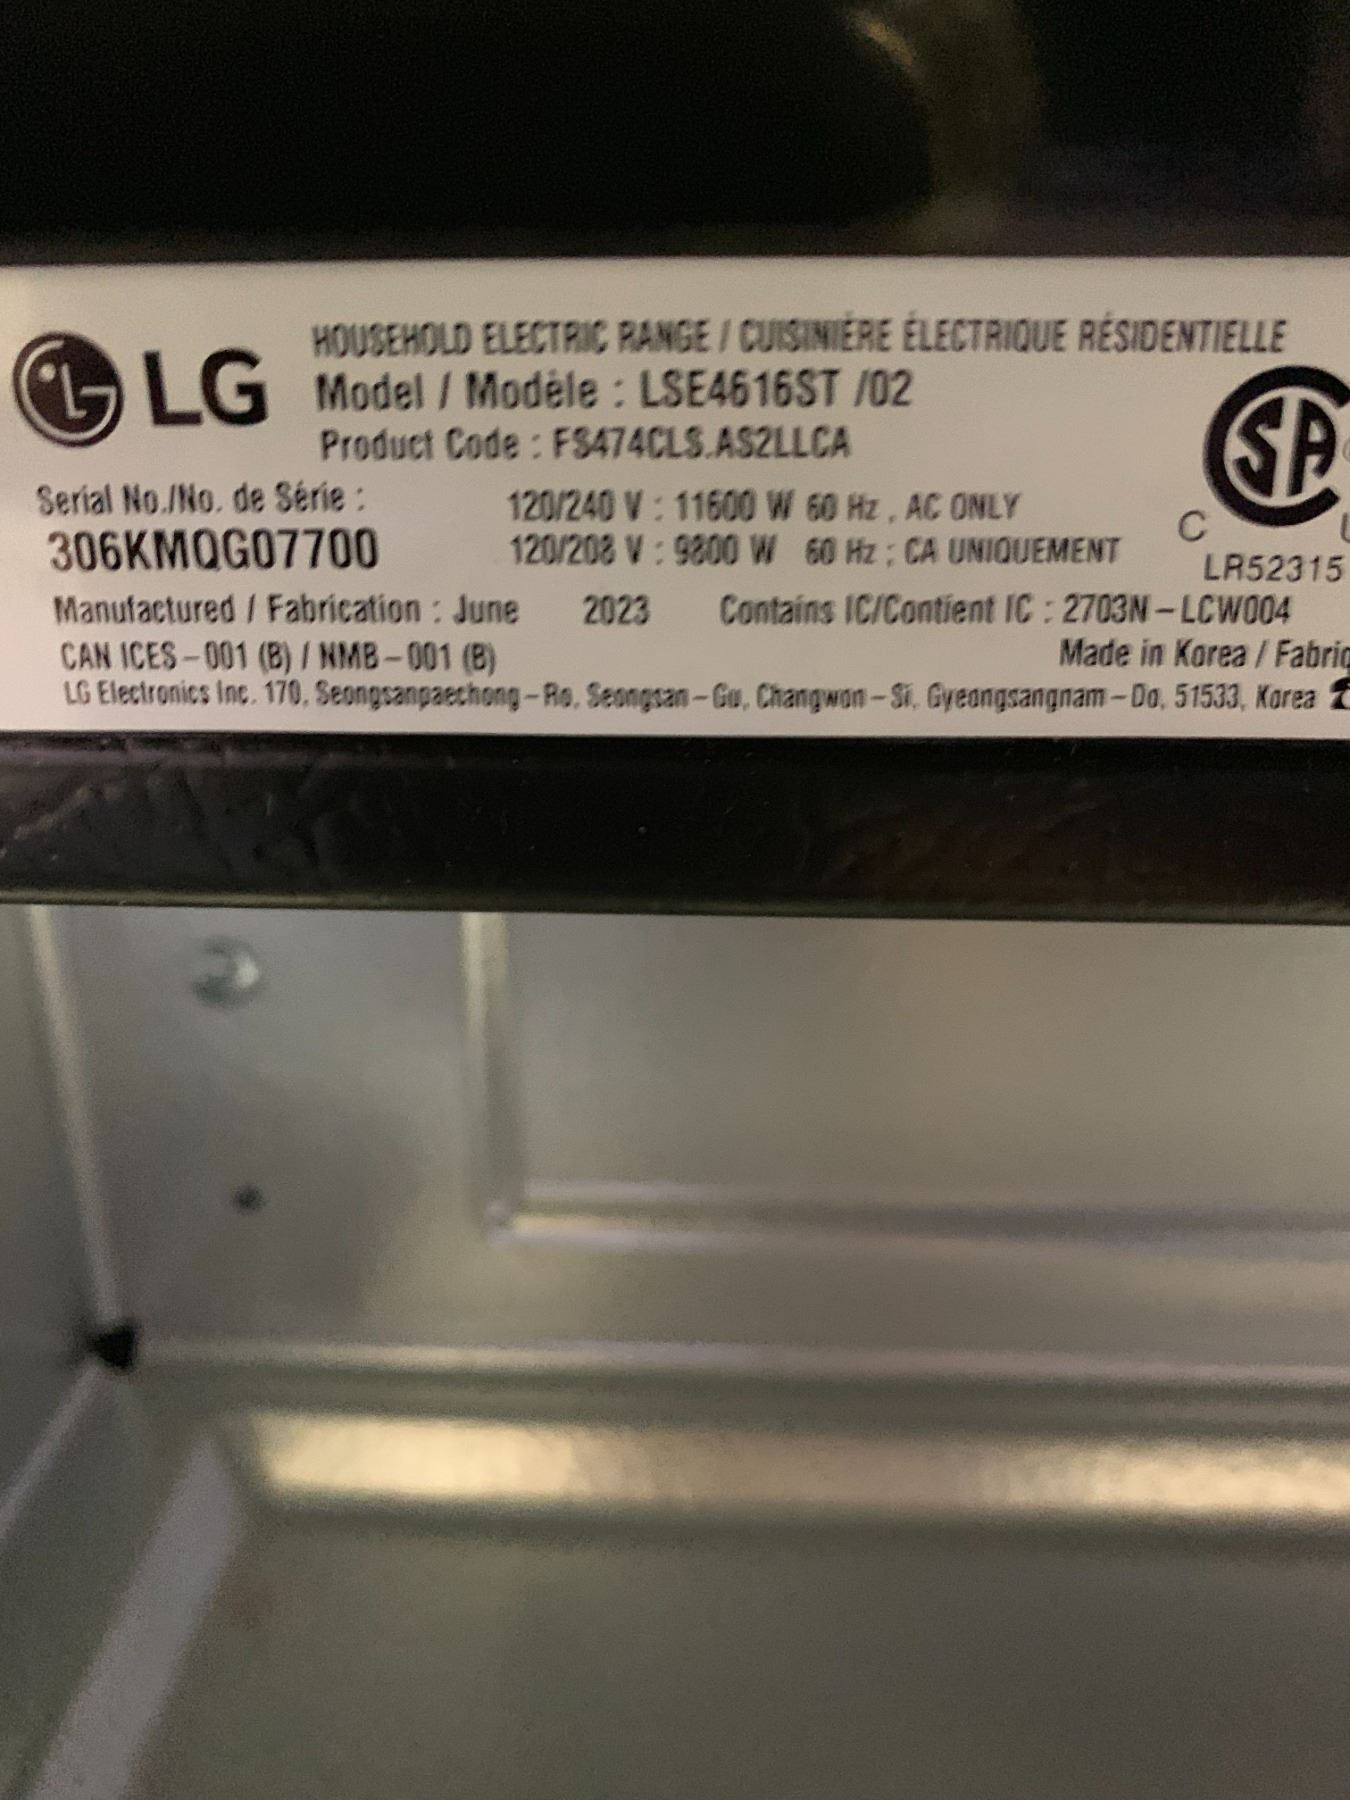 HOUSEHOLD ELECTRIC RANGE / CUISINIÈRE ÉLECTRIQUE RÉSIDENTIELLE
LG LG
Model / Modèle : LSE4616ST /02
Product Code : FS474CLS.AS2LLCA
SA
Serial No./No. de Série :
306KMQG07700
120/240 V : 11600 W 60 Hz , AC ONLY
120/208 V : 9800 W 60 Hz ; CA UNIQUEMENT
C
LR52315
Manufactured / Fabrication : June 2023 Contains IC/Contient IC : 2703N-LCW004
CAN ICES-001 (B) / NMB-001 (B) Made in Korea / Fabriq
LG Electronics Inc. 170, Seongsanpaechong-Ro, Seongsan-Gu, Changwon-Si, Gyeongsangnam-Do, 51533, Korea